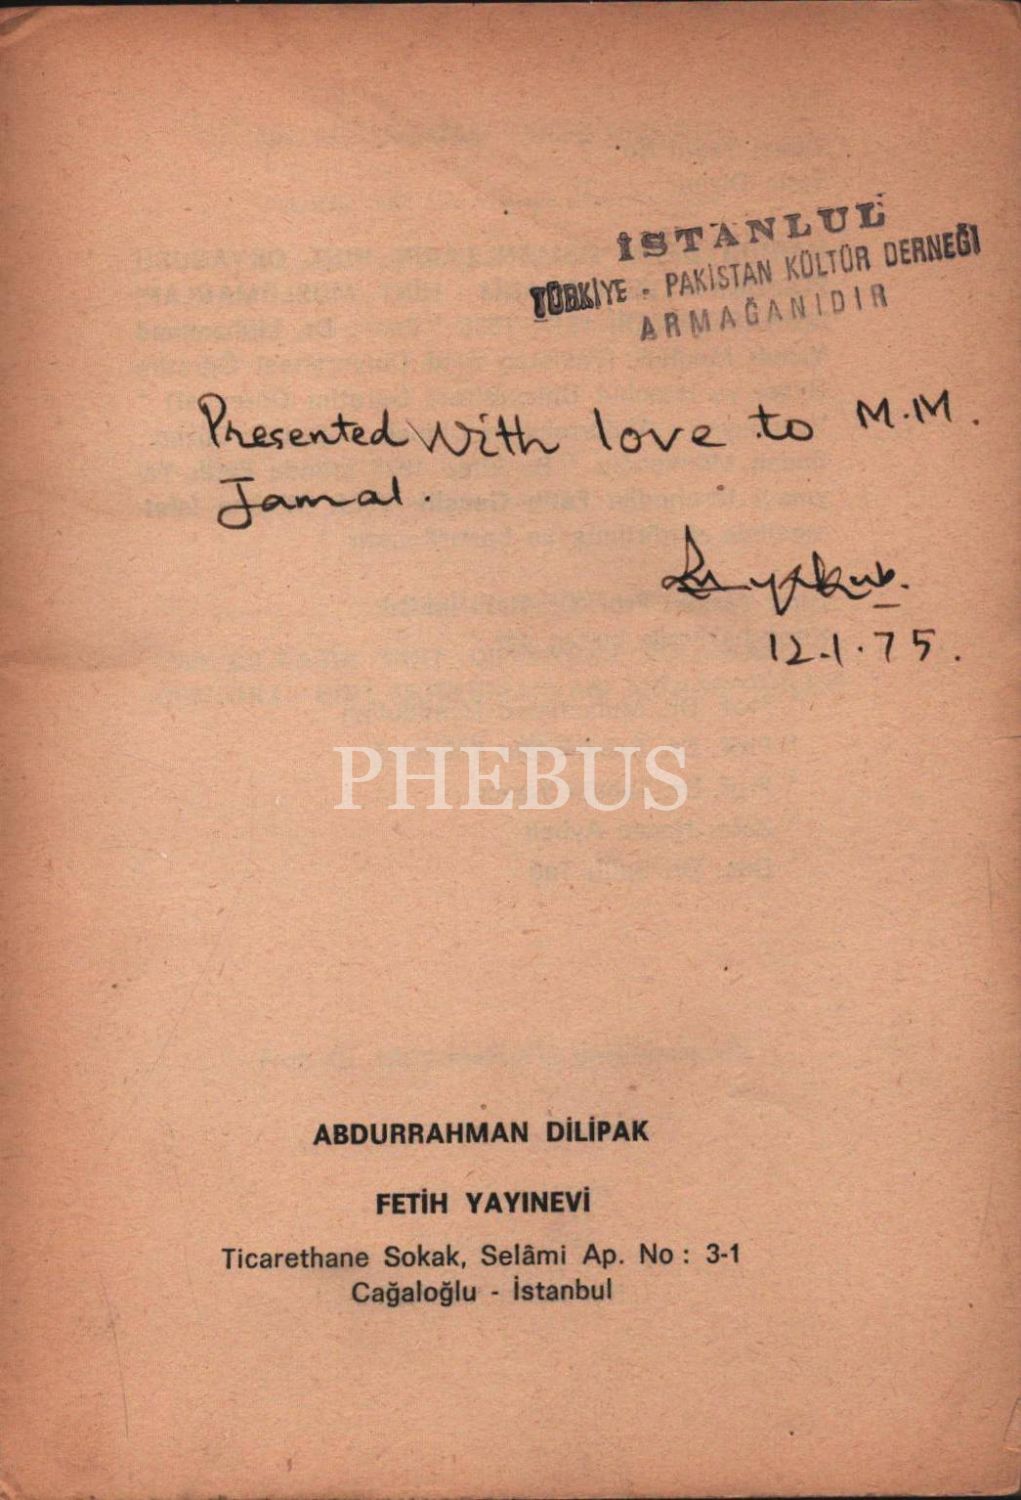 İSTANLUL
TÜRKİYE - PAKİSTAN KÜLTÜR DERNEĞİ
ARMAĞANIDIR
Presented With love to M.M.
Jamal.
12.1.75.
PHEBUS
ABDURRAHMAN DİLİPAK
FETİH YAYINEVİ
Ticarethane Sokak, Selâmi Ap. No : 3-1
Cağaloğlu - İstanbul